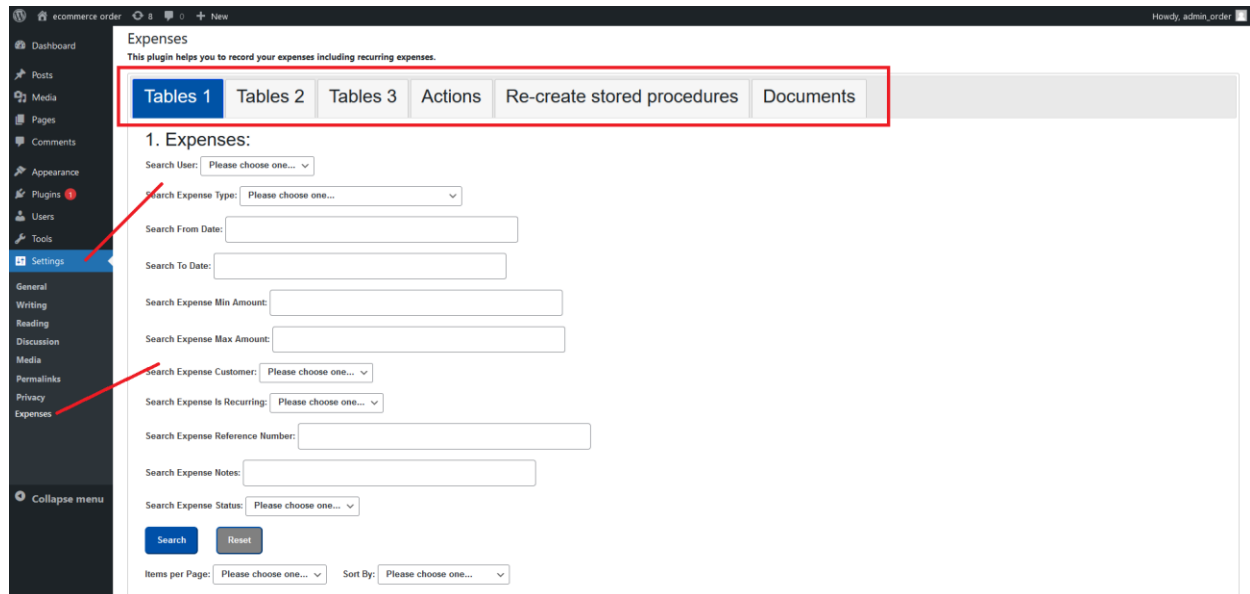 ecommerce order 8 0 + New Howdy, admin_order
Dashboard
Posts
Media
Pages
Comments
Appearance
Plugins 1
Users
Tools
Settings
General
Writing
Reading
Discussion
Media
Permalinks
Privacy
Expenses
Collapse menu
Expenses
This plugin helps you to record your expenses including recurring expenses.
Tables 1 Tables 2 Tables 3 Actions Re-create stored procedures Documents
1. Expenses:
Search User: Please choose one...
Search Expense Type: Please choose one...
Search From Date:
Search To Date:
Search Expense Min Amount:
Search Expense Max Amount:
Search Expense Customer: Please choose one...
Search Expense Is Recurring: Please choose one...
Search Expense Reference Number:
Search Expense Notes:
Search Expense Status: Please choose one...
Search Reset
Items per Page: Please choose one... Sort By: Please choose one...